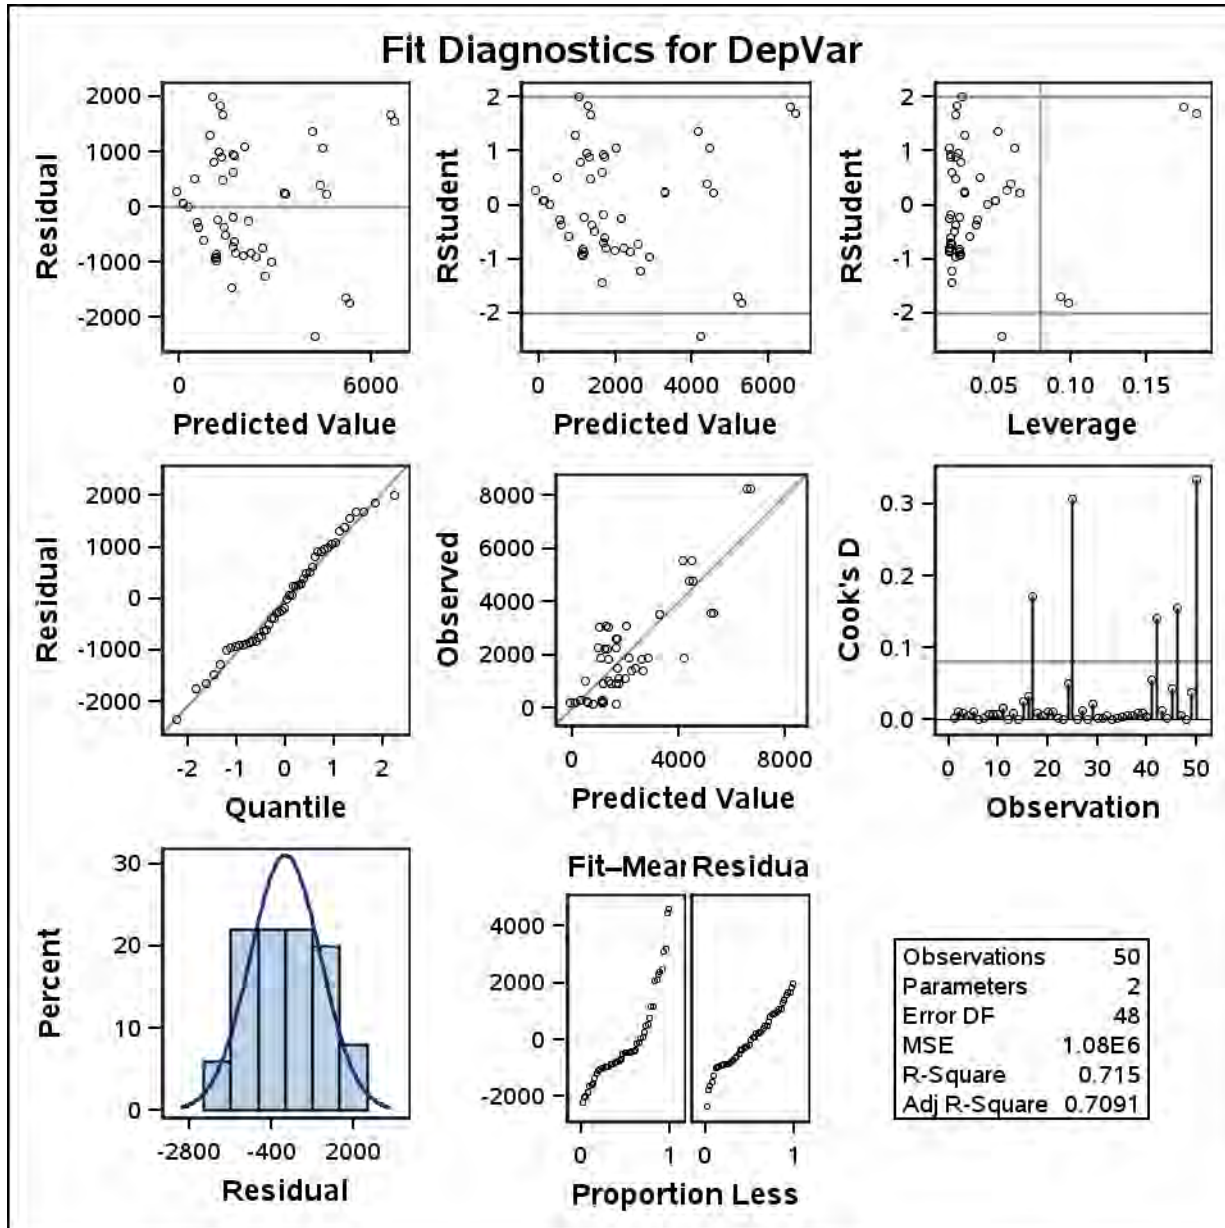 Fit Diagnostics for DepVar
Residual
2000
1000
0
-1000
-2000
0 6000
Predicted Value
RStudent
2
1
0
-1
-2
0 2000 4000 6000
Predicted Value
RStudent
2
1
0
-1
-2
0.05 0.10 0.15
Leverage
Residual
2000
1000
0
-1000
-2000
-2 -1 0 1 2
Quantile
Observed
8000
6000
4000
2000
0
0 4000 8000
Predicted Value
Cook's D
0.3
0.2
0.1
0.0
0 10 20 30 40 50
Observation
Percent
30
20
10
0
-2800 -400 2000
Residual
Fit–Mear Residua
4000
2000
0
-2000
0 1 0 1
Proportion Less
Observations 50
Parameters 2
Error DF 48
MSE 1.08E6
R-Square 0.715
Adj R-Square 0.7091